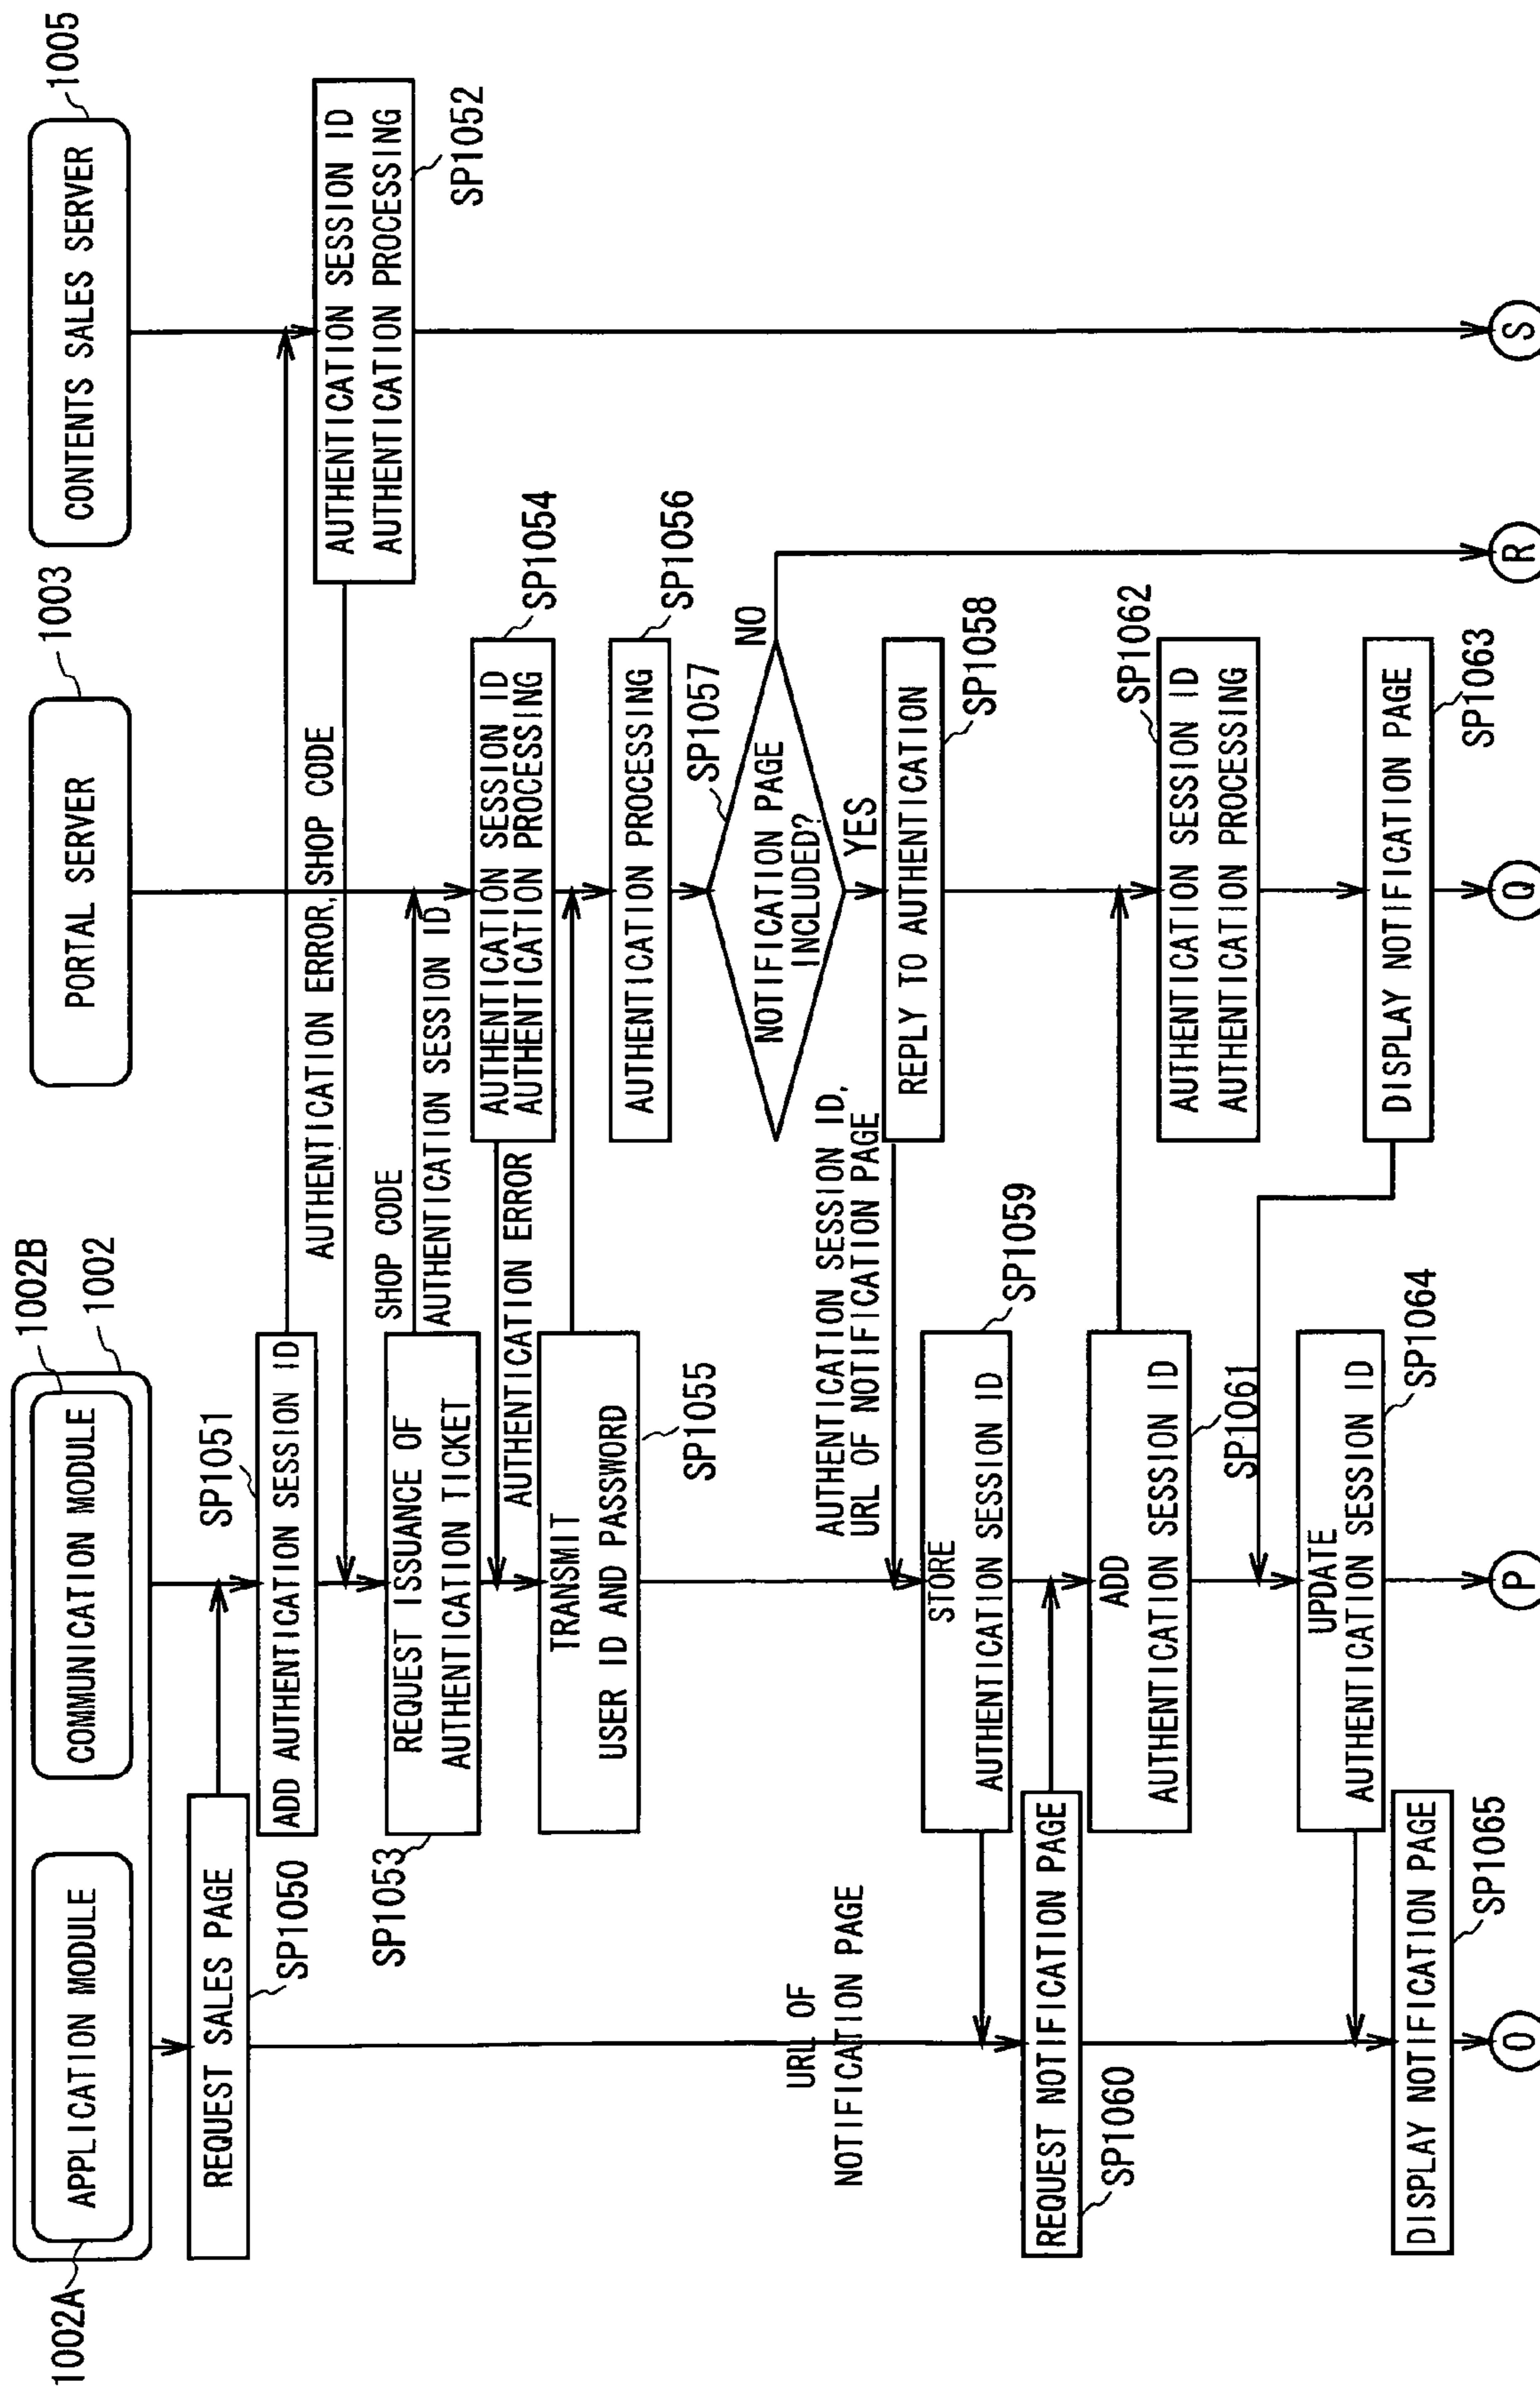 1002A
1002B
1002
1003
1005
APPLICATION MODULE
COMMUNICATION MODULE
PORTAL SERVER
CONTENTS SALES SERVER
REQUEST SALES PAGE
SP1050
SP1051
ADD AUTHENTICATION SESSION ID
AUTHENTICATION SESSION ID
AUTHENTICATION PROCESSING
SP1052
AUTHENTICATION ERROR, SHOP CODE
SP1053
REQUEST ISSUANCE OF
AUTHENTICATION TICKET
SHOP CODE
AUTHENTICATION SESSION ID
AUTHENTICATION SESSION ID
AUTHENTICATION PROCESSING
SP1054
AUTHENTICATION ERROR
TRANSMIT
USER ID AND PASSWORD
SP1055
AUTHENTICATION PROCESSING
SP1056
SP1057
NOTIFICATION PAGE
INCLUDED?
NO
YES
REPLY TO AUTHENTICATION
SP1058
AUTHENTICATION SESSION ID,
URL OF NOTIFICATION PAGE
STORE
AUTHENTICATION SESSION ID
SP1059
URL OF
NOTIFICATION PAGE
REQUEST NOTIFICATION PAGE
SP1060
ADD
AUTHENTICATION SESSION ID
SP1061
SP1062
AUTHENTICATION SESSION ID
AUTHENTICATION PROCESSING
DISPLAY NOTIFICATION PAGE
SP1063
UPDATE
AUTHENTICATION SESSION ID
SP1064
DISPLAY NOTIFICATION PAGE
SP1065
O
P
Q
R
S